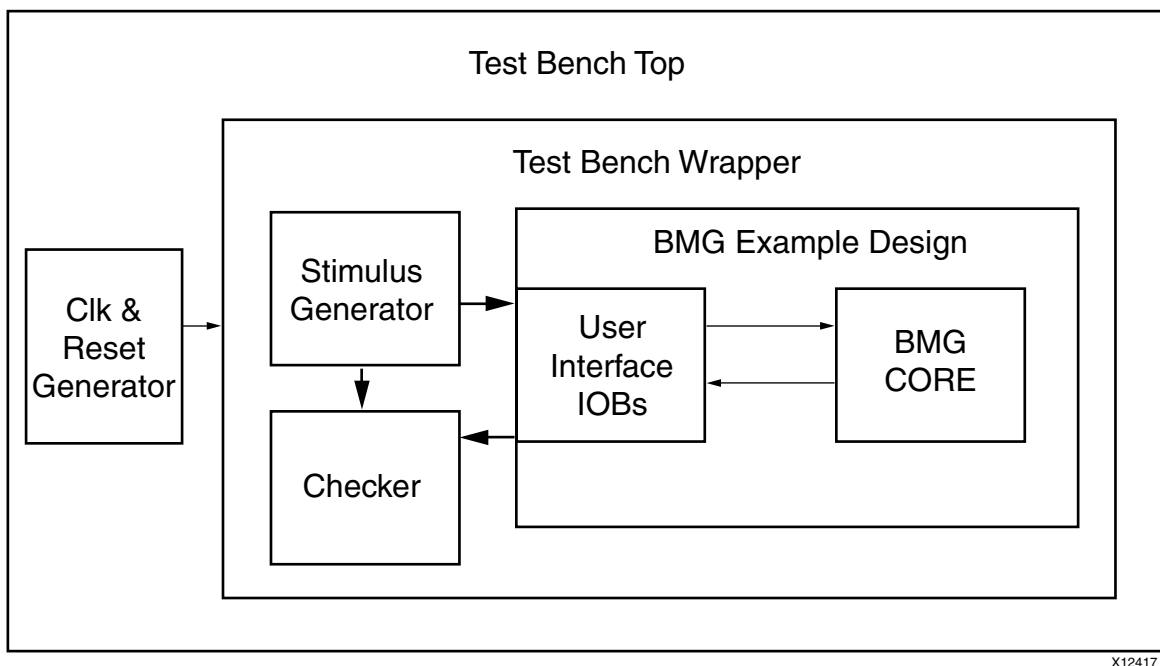 Test Bench Top
Test Bench Wrapper
BMG Example Design
Stimulus
Generator
Clk &
Reset
Generator
User
Interface
IOBs
BMG
CORE
Checker
X12417